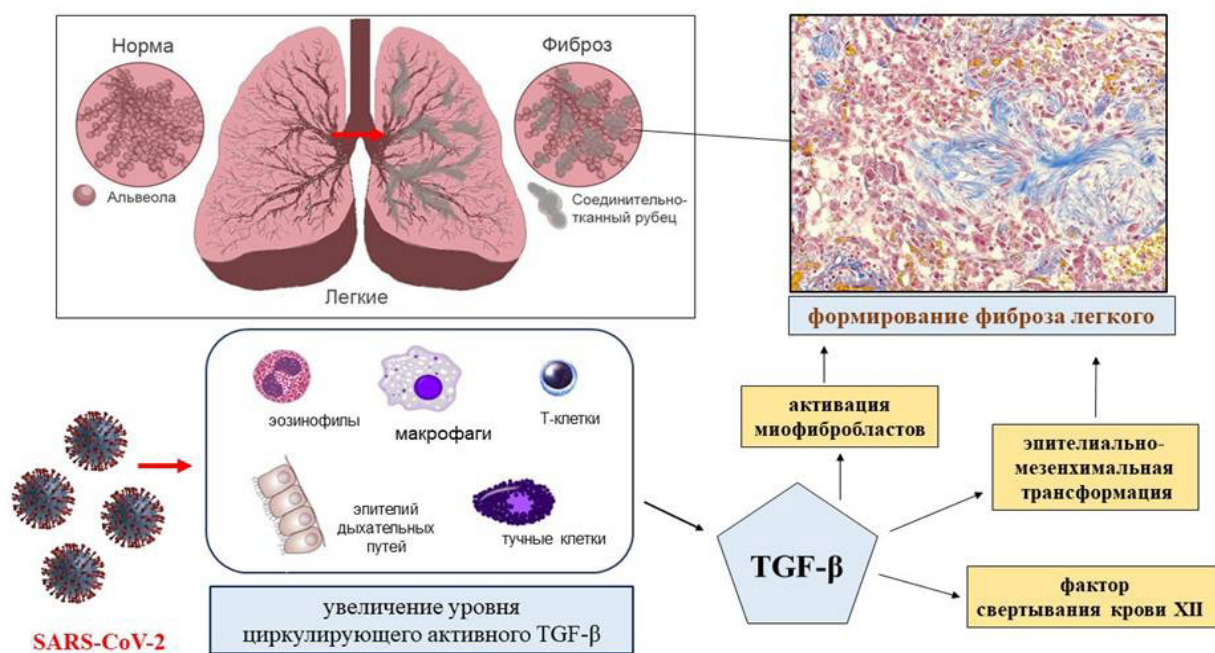 Норма
Фиброз
Альвеола
Соединительно-
тканный рубец
Легкие
формирование фиброза легкого
эозинофилы
макрофаги
Т-клетки
эпителий
дыхательных
путей
тучные клетки
активация
миофибробластов
эпителиально-
мезенхимальная
трансформация
TGF-β
фактор
свертывания крови XII
увеличение уровня
циркулирующего активного TGF-β
SARS-CoV-2